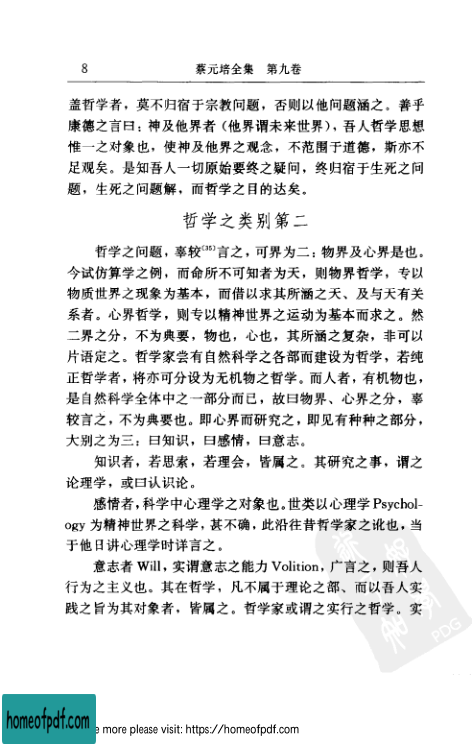 8
蔡元培全集 第九卷
盖哲学者，莫不归宿于宗教问题，否则以他问题涵之。善乎
康德之言曰：神及他界者（他界谓未来世界），吾人哲学思想
惟一之对象也，使神及他界之观念，不范围于道德，斯亦不
足观矣。是知吾人一切原始要终之疑问，终归宿于生死之问
题，生死之问题解，而哲学之目的达矣。
哲学之类别第二
哲学之问题，辜较⁽³⁵⁾言之，可界为二：物界及心界是也。
今试仿算学之例，而命所不可知者为天，则物界哲学，专以
物质世界之现象为基本，而借以求其所涵之天、及与天有关
系者。心界哲学，则专以精神世界之运动为基本而求之。然
二界之分，不为典要，物也，心也，其所涵之复杂，非可以
片语定之。哲学家尝有自然科学之各部而建设为哲学，若纯
正哲学者，将亦可分设为无机物之哲学。而人者，有机物也，
是自然科学全体中之一部分而已，故曰物界、心界之分，辜
较言之，不为典要也。即心界而研究之，即见有种种之部分，
大别之为三：曰知识，曰感情，曰意志。
知识者，若思索，若理会，皆属之。其研究之事，谓之
论理学，或曰认识论。
感情者，科学中心理学之对象也。世类以心理学 Psychol-
ogy 为精神世界之科学，甚不确，此沿往昔哲学家之讹也，当
于他日讲心理学时详言之。
意志者 Will，实谓意志之能力 Volition，广言之，则吾人
行为之主义也。其在哲学，凡不属于理论之部、而以吾人实
践之旨为其对象者，皆属之。哲学家或谓之实行之哲学。实
PDG
homeofpdf.com
e more please visit: https://homeofpdf.com